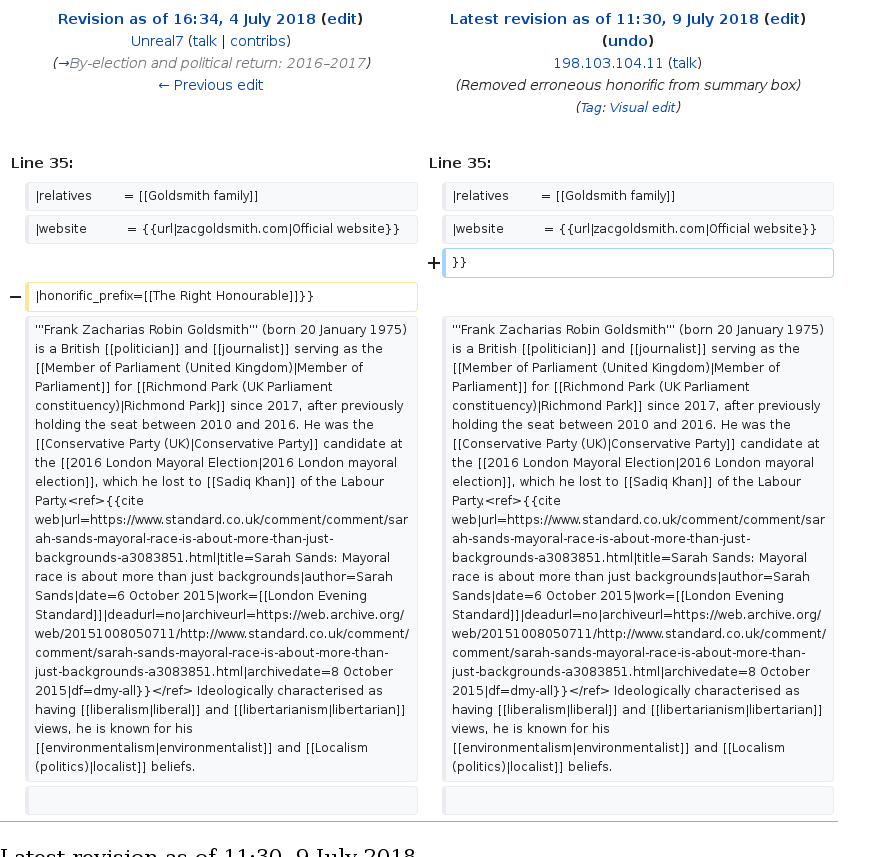 Revision as of 16:34, 4 July 2018 (edit)
Unreal7 (talk | contribs)
(→By-election and political return: 2016–2017)
← Previous edit
Latest revision as of 11:30, 9 July 2018 (edit)
(undo)
198.103.104.11 (talk)
(Removed erroneous honorific from summary box)
(Tag: Visual edit)
Line 35:
Line 35:
|relatives = [[Goldsmith family]]
|relatives = [[Goldsmith family]]
|website = {{url|zacgoldsmith.com|Official website}}
|website = {{url|zacgoldsmith.com|Official website}}
+ }}
− |honorific_prefix=[[The Right Honourable]]}}
'''Frank Zacharias Robin Goldsmith''' (born 20 January 1975)
is a British [[politician]] and [[journalist]] serving as the
[[Member of Parliament (United Kingdom)|Member of
Parliament]] for [[Richmond Park (UK Parliament
constituency)|Richmond Park]] since 2017, after previously
holding the seat between 2010 and 2016. He was the
[[Conservative Party (UK)|Conservative Party]] candidate at
the [[2016 London Mayoral Election|2016 London mayoral
election]], which he lost to [[Sadiq Khan]] of the Labour
Party.<ref>{{cite
web|url=https://www.standard.co.uk/comment/comment/sar
ah-sands-mayoral-race-is-about-more-than-just-
backgrounds-a3083851.html|title=Sarah Sands: Mayoral
race is about more than just backgrounds|author=Sarah
Sands|date=6 October 2015|work=[[London Evening
Standard]]|deadurl=no|archiveurl=https://web.archive.org/
web/20151008050711/http://www.standard.co.uk/comment/
comment/sarah-sands-mayoral-race-is-about-more-than-
just-backgrounds-a3083851.html|archivedate=8 October
2015|df=dmy-all}}</ref> Ideologically characterised as
having [[liberalism|liberal]] and [[libertarianism|libertarian]]
views, he is known for his
[[environmentalism|environmentalist]] and [[Localism
(politics)|localist]] beliefs.
'''Frank Zacharias Robin Goldsmith''' (born 20 January 1975)
is a British [[politician]] and [[journalist]] serving as the
[[Member of Parliament (United Kingdom)|Member of
Parliament]] for [[Richmond Park (UK Parliament
constituency)|Richmond Park]] since 2017, after previously
holding the seat between 2010 and 2016. He was the
[[Conservative Party (UK)|Conservative Party]] candidate at
the [[2016 London Mayoral Election|2016 London mayoral
election]], which he lost to [[Sadiq Khan]] of the Labour
Party.<ref>{{cite
web|url=https://www.standard.co.uk/comment/comment/sar
ah-sands-mayoral-race-is-about-more-than-just-
backgrounds-a3083851.html|title=Sarah Sands: Mayoral
race is about more than just backgrounds|author=Sarah
Sands|date=6 October 2015|work=[[London Evening
Standard]]|deadurl=no|archiveurl=https://web.archive.org/
web/20151008050711/http://www.standard.co.uk/comment/
comment/sarah-sands-mayoral-race-is-about-more-than-
just-backgrounds-a3083851.html|archivedate=8 October
2015|df=dmy-all}}</ref> Ideologically characterised as
having [[liberalism|liberal]] and [[libertarianism|libertarian]]
views, he is known for his
[[environmentalism|environmentalist]] and [[Localism
(politics)|localist]] beliefs.
Latest revision as of 11:30, 9 July 2018